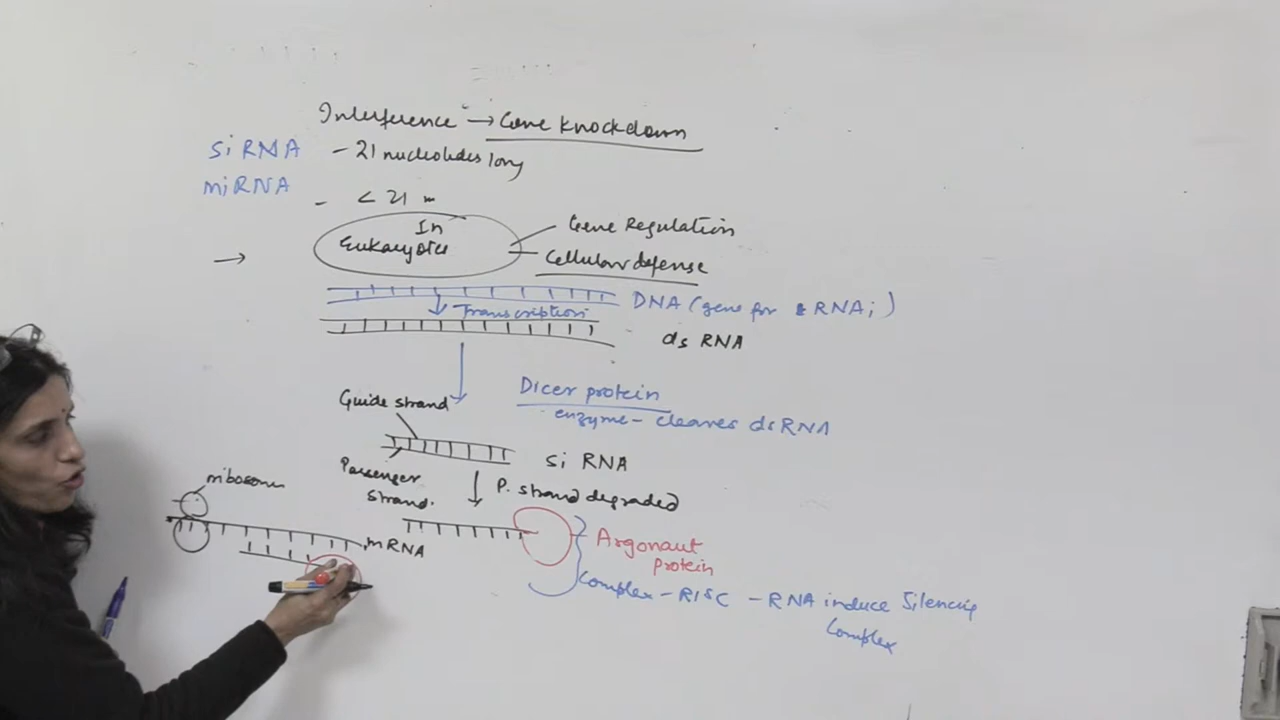 Interference → Gene Knockdown
siRNA - 21 nucleotides long
miRNA - < 21 "
→ In Eukaryotes
Gene Regulation
Cellular defense
DNA (gene for RNAi)
↓ Transcription
ds RNA
Dicer protein
enzyme - cleaves dsRNA
Guide strand
si RNA
Passenger
Strand.
↓ P. strand degraded
ribosome
mRNA
Argonaut
protein
Complex - RISC - RNA induce Silencing
Complex